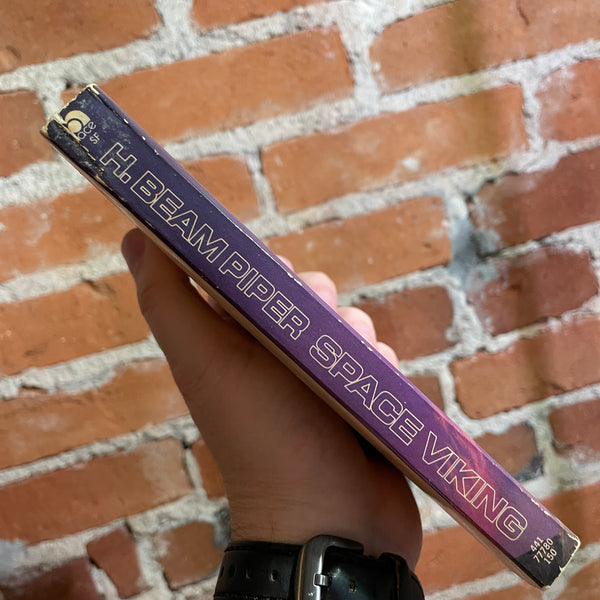 ace
SF
H. BEAM PIPER SPACE VIKING
441
77780
150